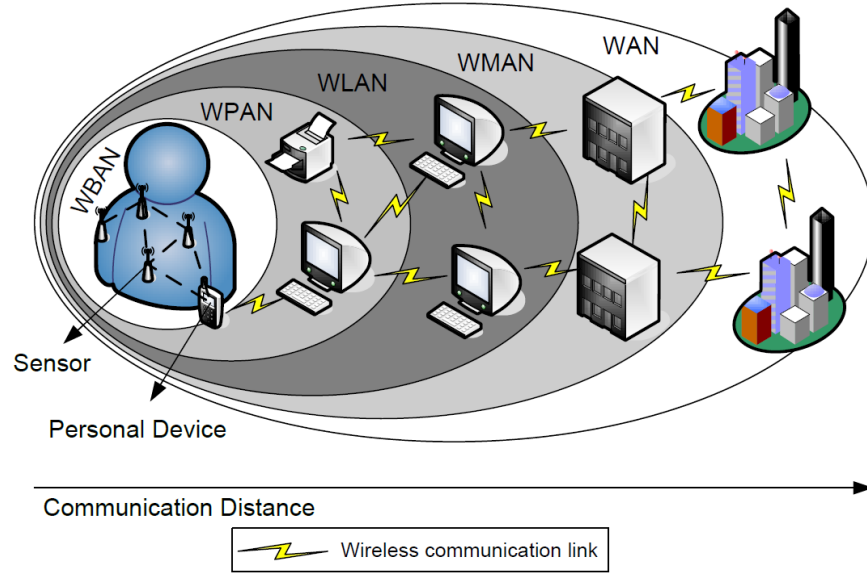 WAN
WMAN
WLAN
WPAN
WBAN
Sensor
Personal Device
Communication Distance
Wireless communication link